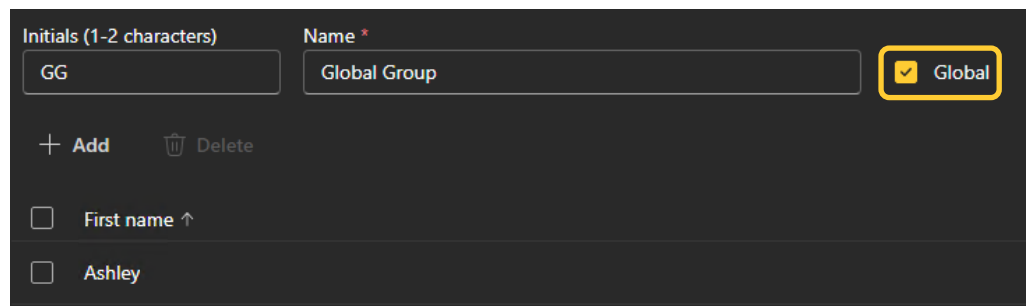 Initials (1-2 characters) Name *
GG Global Group Global
Add Delete
First name ↑
Ashley